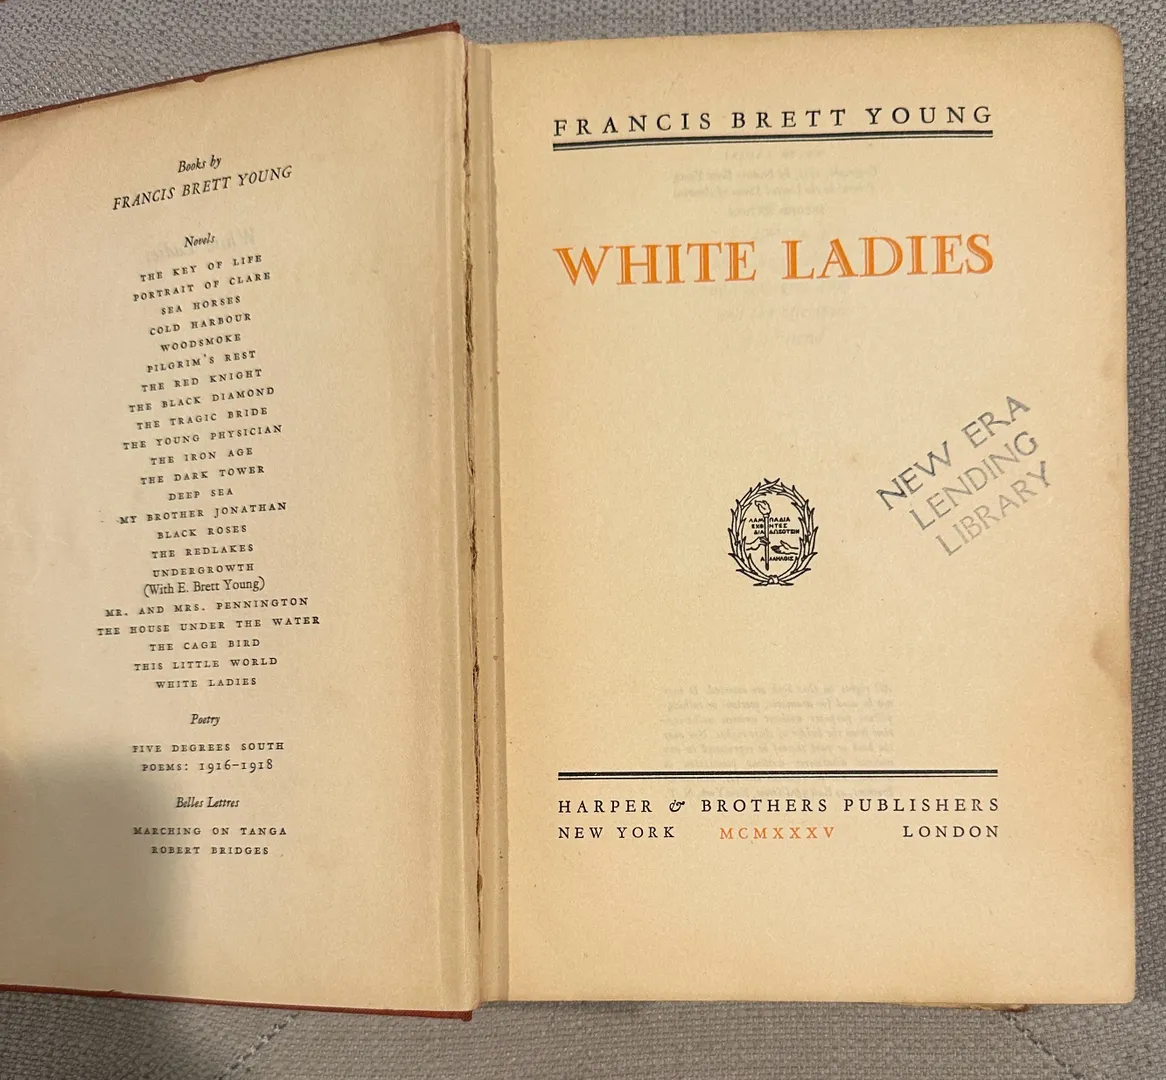 Books by
FRANCIS BRETT YOUNG
Novels
THE KEY OF LIFE
PORTRAIT OF CLARE
SEA HORSES
COLD HARBOUR
WOODSMOKE
PILGRIM'S REST
THE RED KNIGHT
THE BLACK DIAMOND
THE TRAGIC BRIDE
THE YOUNG PHYSICIAN
THE IRON AGE
THE DARK TOWER
DEEP SEA
MY BROTHER JONATHAN
BLACK ROSES
THE REDLAKES
UNDERGROWTH
(With E. Brett Young)
MR. AND MRS. PENNINGTON
THE HOUSE UNDER THE WATER
THE CAGE BIRD
THIS LITTLE WORLD
WHITE LADIES
Poetry
FIVE DEGREES SOUTH
POEMS: 1916-1918
Belles Lettres
MARCHING ON TANGA
ROBERT BRIDGES
FRANCIS BRETT YOUNG
WHITE LADIES
NEW ERA
LENDING
LIBRARY
ΛΑΜΠΑΔΙΑ
ΕΧΟΝΤΕΣ
ΔΙΑΔΩΣΟΥΣΙΝ
HARPER & BROTHERS PUBLISHERS
NEW YORK MCMXXXV LONDON